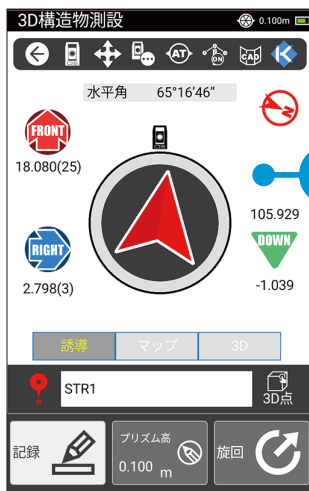 3D構造物測設 0.100m
AT ON CAD
水平角 65°16'46"
FRONT
18.080(25)
105.929
RIGHT
DOWN
2.798(3)
-1.039
誘導 マップ 3D
STR1
3D点
記録
プリズム高
0.100 m
旋回